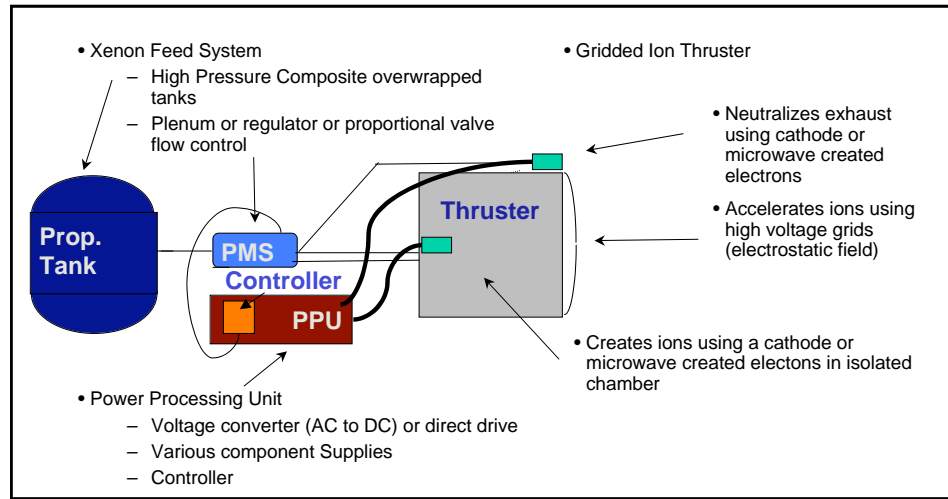 • Xenon Feed System
– High Pressure Composite overwrapped
tanks
– Plenum or regulator or proportional valve
flow control
• Gridded Ion Thruster
• Neutralizes exhaust
using cathode or
microwave created
electrons
• Accelerates ions using
high voltage grids
(electrostatic field)
• Creates ions using a cathode or
microwave created electons in isolated
chamber
Prop.
Tank
PMS
Controller
PPU
Thruster
• Power Processing Unit
– Voltage converter (AC to DC) or direct drive
– Various component Supplies
– Controller